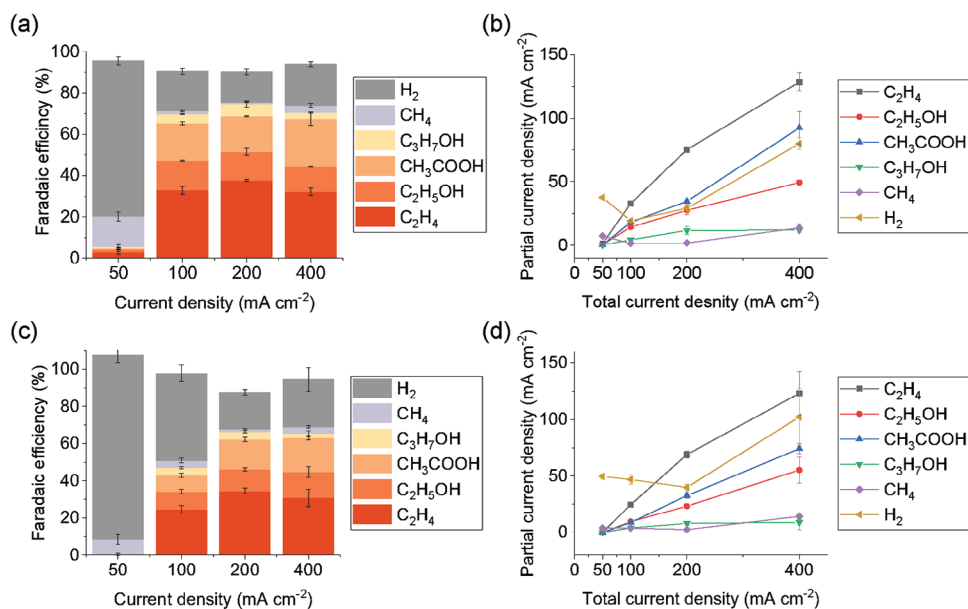 (a)
100
80
60
40
20
0
Faradaic efficincy (%)
50 100 200 400
Current density (mA cm⁻²)
H₂
CH₄
C₃H₇OH
CH₃COOH
C₂H₅OH
C₂H₄
(b)
150
100
50
0
Partial current density (mA cm⁻²)
0 50 100 200 400
Total current desnity (mA cm⁻²)
C₂H₄
C₂H₅OH
CH₃COOH
C₃H₇OH
CH₄
H₂
(c)
100
80
60
40
20
0
Faradaic efficiency (%)
50 100 200 400
Current density (mA cm⁻²)
H₂
CH₄
C₃H₇OH
CH₃COOH
C₂H₅OH
C₂H₄
(d)
150
100
50
0
Partial current density (mA cm⁻²)
0 50 100 200 400
Total current density (mA cm⁻²)
C₂H₄
C₂H₅OH
CH₃COOH
C₃H₇OH
CH₄
H₂